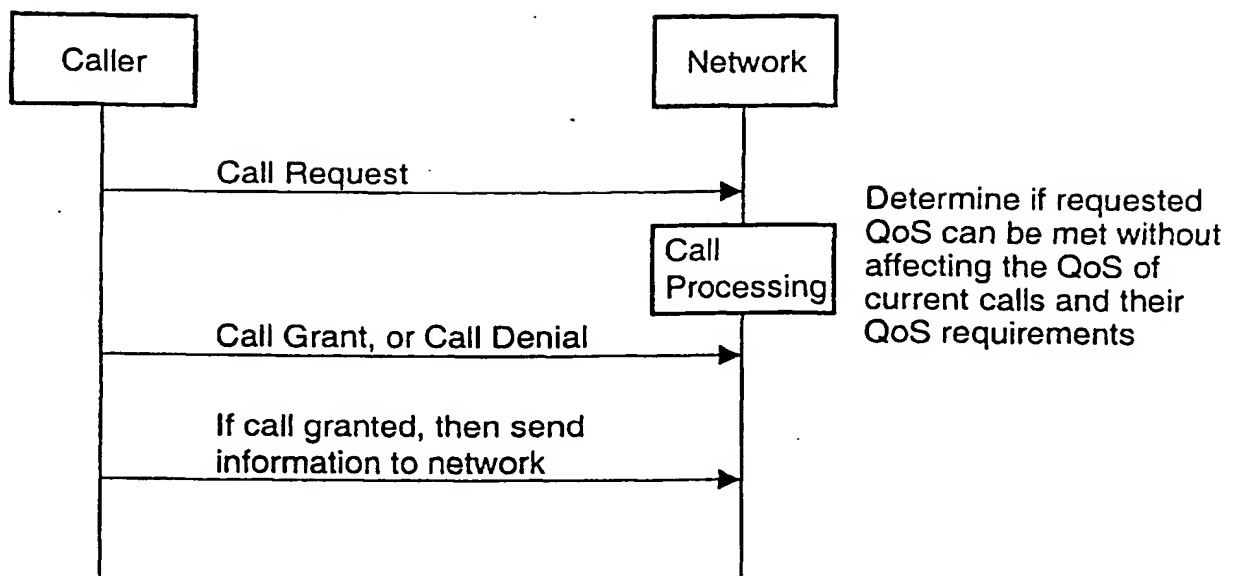 Caller
Network
Call Request
Determine if requested
QoS can be met without
affecting the QoS of
current calls and their
QoS requirements
Call
Processing
Call Grant, or Call Denial
If call granted, then send
information to network